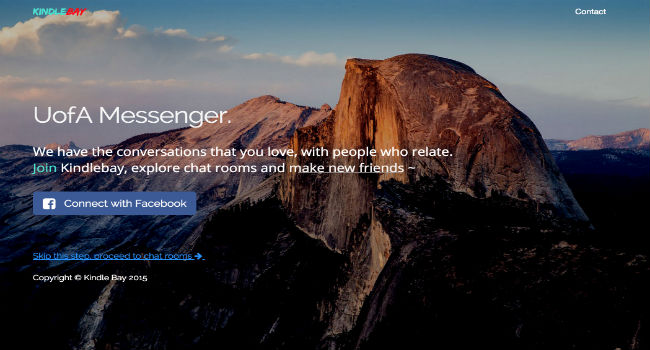 KINDLE BAY
Contact
UofA Messenger.
We have the conversations that you love, with people who relate.
Join Kindlebay, explore chat rooms and make new friends ~
Connect with Facebook
Skip this step, proceed to chat rooms
Copyright © Kindle Bay 2015